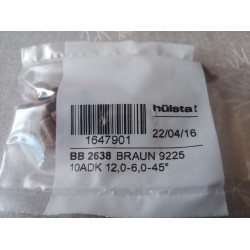 hülsta!
1647901
22/04/16
BB 2638 BRAUN 9225
10ADK 12,0-6,0-45°